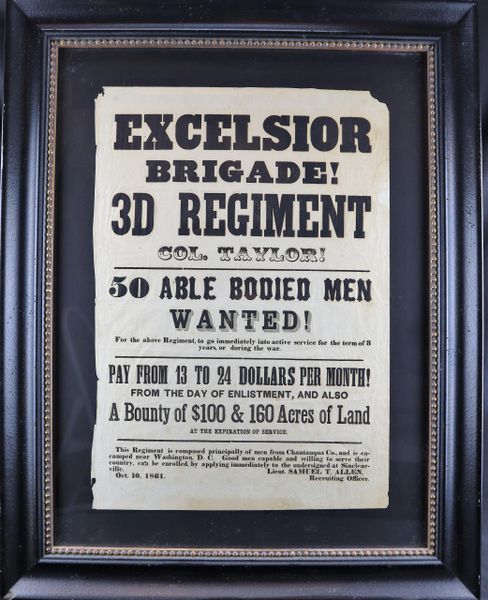 EXCELSIOR
BRIGADE!
3D REGIMENT
COL. TAYLOR!
50 ABLE BODIED MEN
WANTED!
For the above Regiment, to go immediately into active service for the term of 3
years, or during the war.
PAY FROM 13 TO 24 DOLLARS PER MONTH!
FROM THE DAY OF ENLISTMENT, AND ALSO
A Bounty of $100 & 160 Acres of Land
AT THE EXPIRATION OF SERVICE.
This Regiment is composed principally of men from Chautauqua Co., and is en-
camped near Washington, D. C. Good men capable and willing to serve their
country, can be enrolled by applying immediately to the undersigned at Sinclear-
ville. Lieut. SAMUEL T. ALLEN,
Oct. 10, 1861. Recruiting Officer.